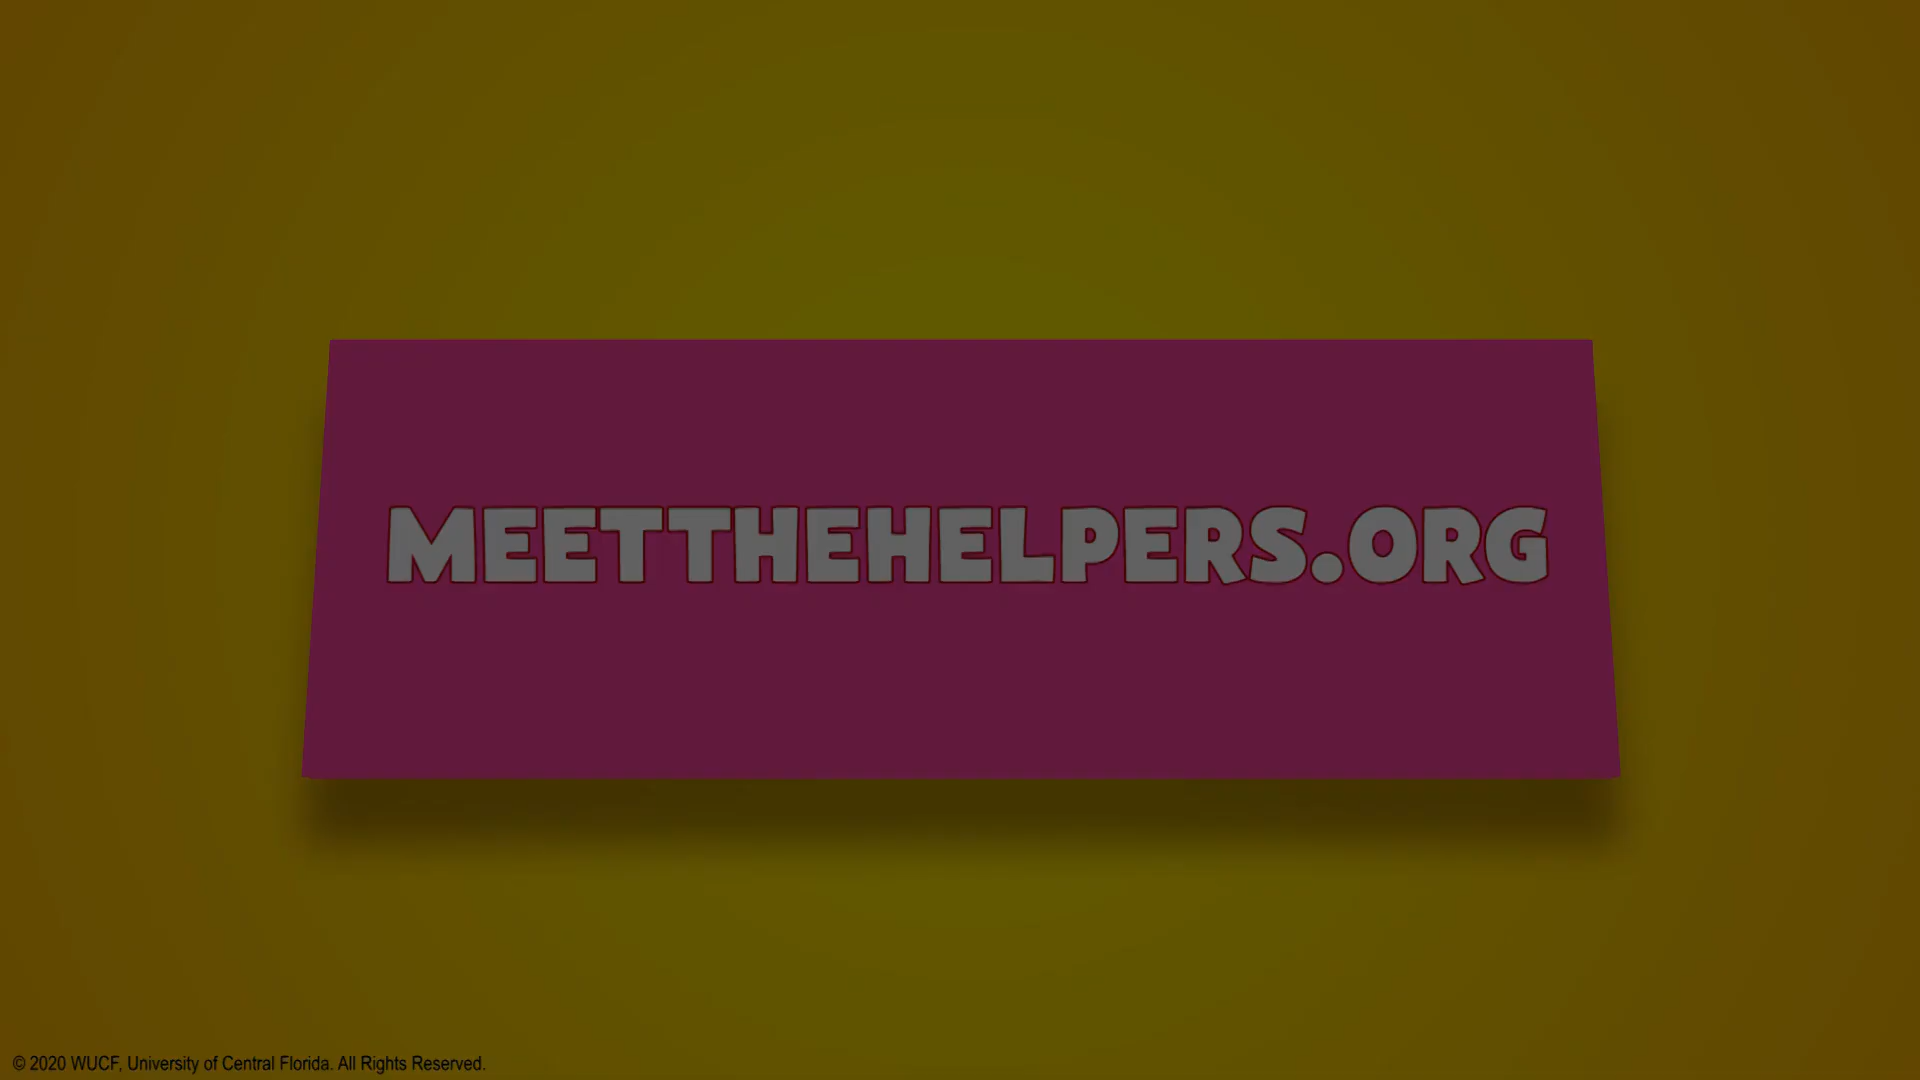 MEETTHEHELPERS.ORG
© 2020 WUCF, University of Central Florida. All Rights Reserved.